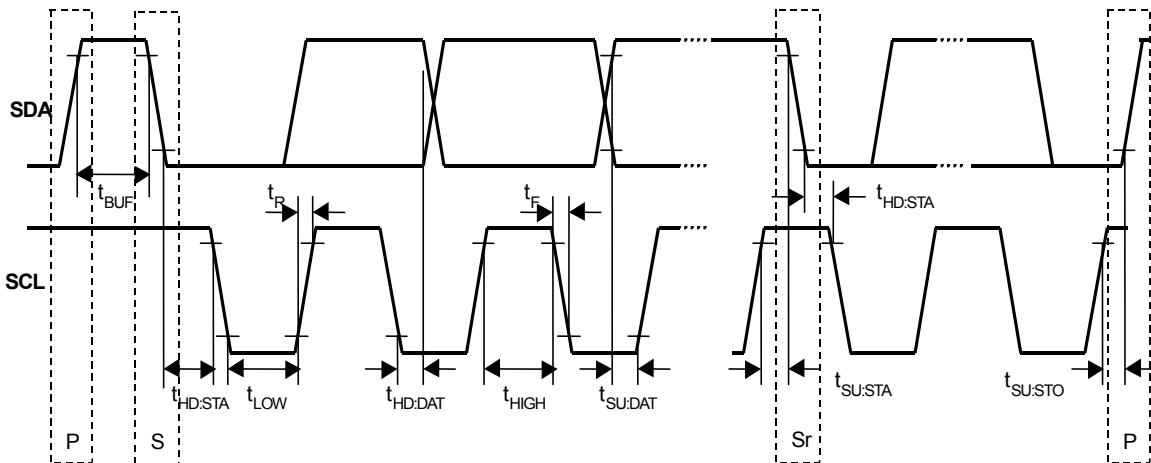 SDA
t_BUF
t_R
t_F
t_HD:STA
SCL
t_HD:STA
t_LOW
t_HD:DAT
t_HIGH
t_SU:DAT
t_SU:STA
t_SU:STO
P
S
Sr
P